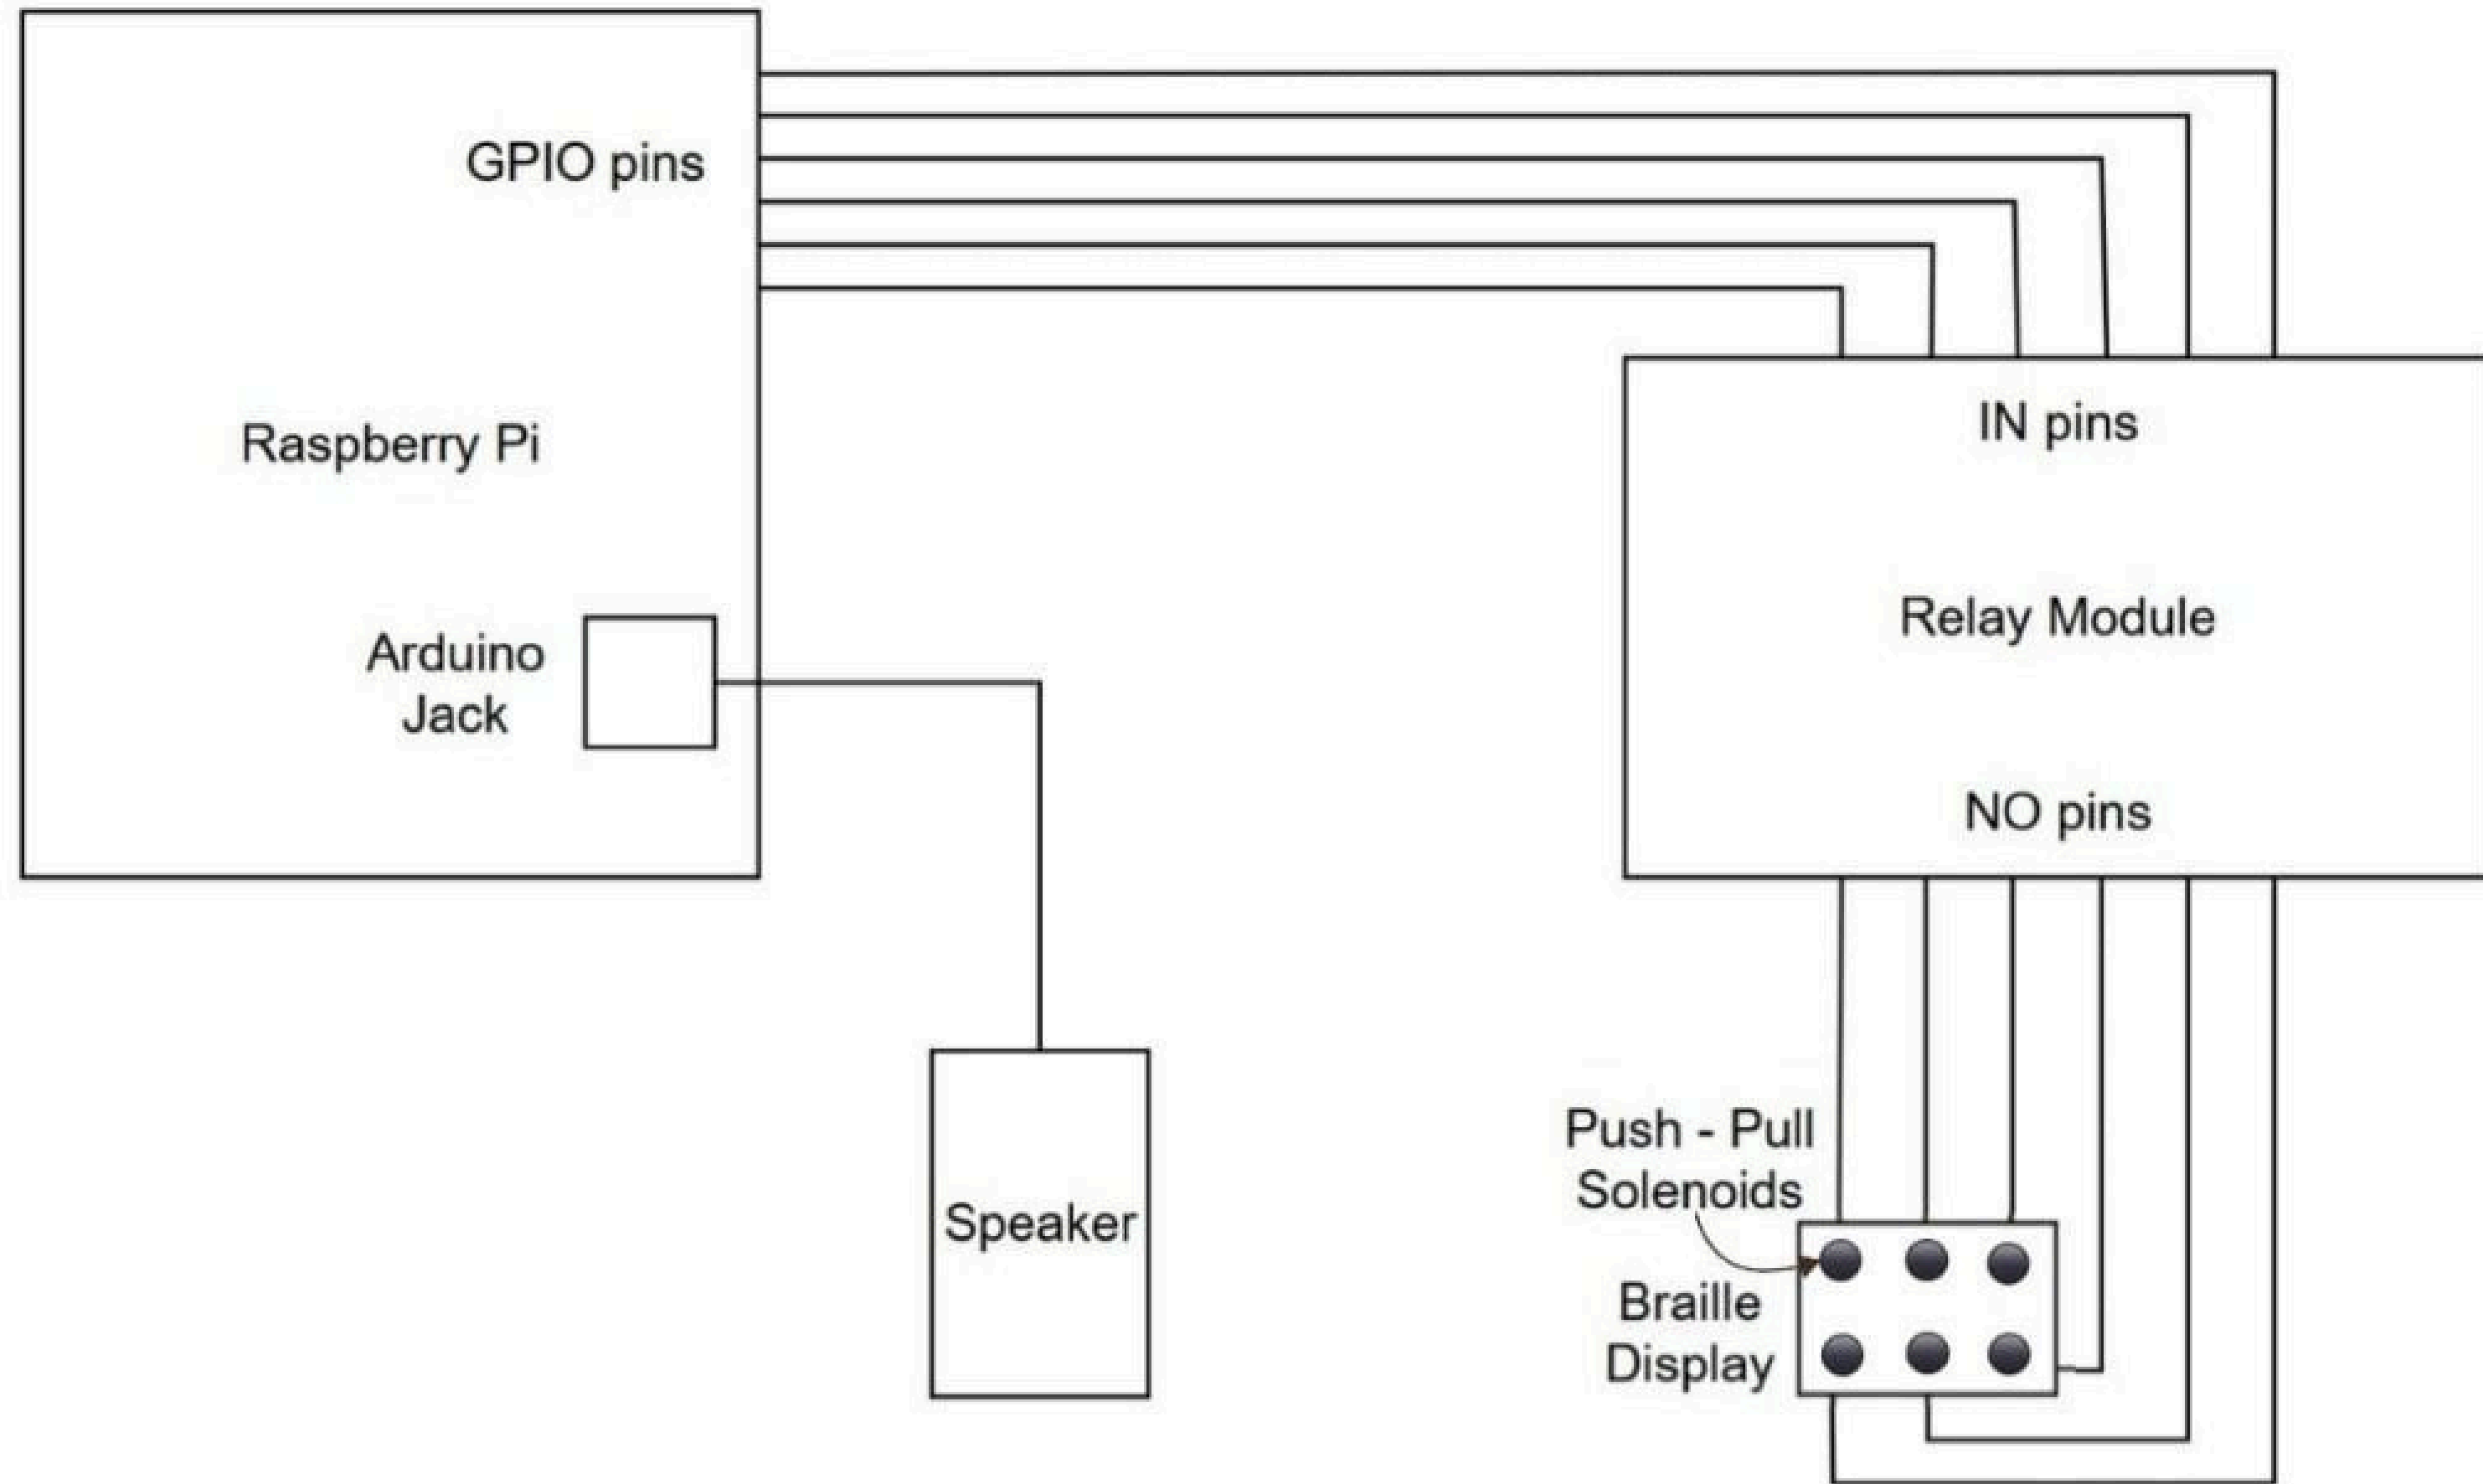 GPIO pins
Raspberry Pi
Arduino
Jack
IN pins
Relay Module
NO pins
Speaker
Push - Pull
Solenoids
Braille
Display